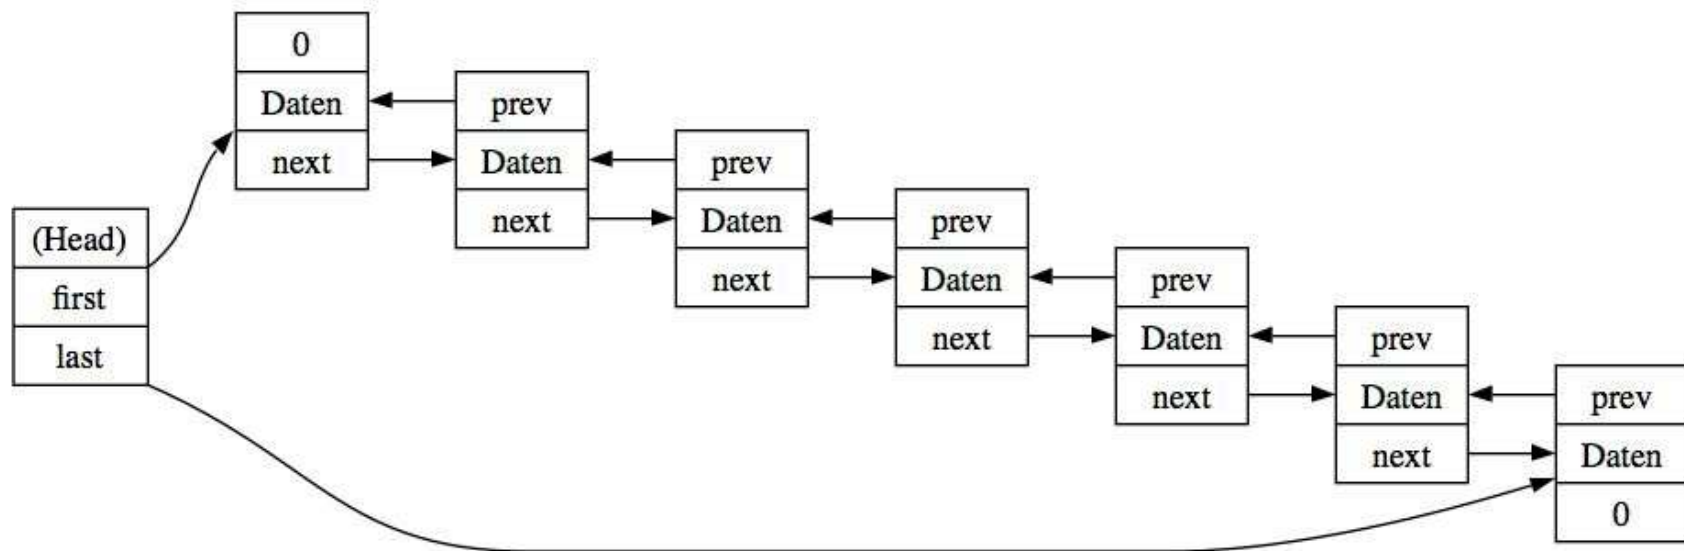 (Head)
first
last
0
Daten
next
prev
Daten
next
prev
Daten
next
prev
Daten
next
prev
Daten
next
prev
Daten
next
prev
Daten
0